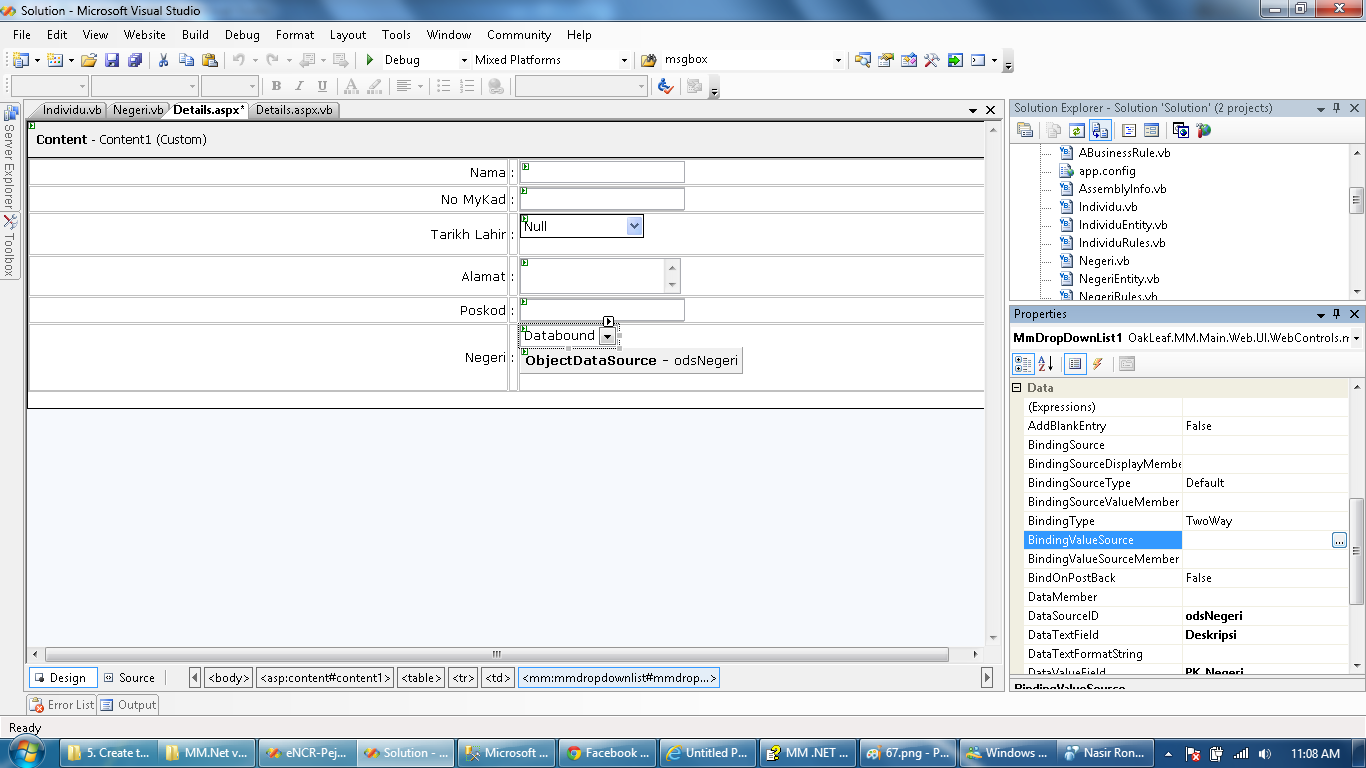 Solution - Microsoft Visual Studio
File Edit View Website Build Debug Format Layout Tools Window Community Help
Debug Mixed Platforms msgbox
B I U A
Individu.vb Negeri.vb Details.aspx* Details.aspx.vb
Server Explorer
Toolbox
Content - Content1 (Custom)
Nama :
No MyKad :
Tarikh Lahir : Null
Alamat :
Poskod :
Databound
Negeri : ObjectDataSource - odsNegeri
Design Source <body> <asp:content#content1> <table> <tr> <td> <mm:mmdropdownlist#mmdrop...>
Error List Output
Ready
Solution Explorer - Solution 'Solution' (2 projects)
ABusinessRule.vb
app.config
AssemblyInfo.vb
Individu.vb
IndividuEntity.vb
IndividuRules.vb
Negeri.vb
NegeriEntity.vb
NegeriRules.vb
Properties
MmDropDownList1 OakLeaf.MM.Main.Web.UI.WebControls.m
Data
(Expressions)
AddBlankEntry False
BindingSource
BindingSourceDisplayMembe
BindingSourceType Default
BindingSourceValueMember
BindingType TwoWay
BindingValueSource ...
BindingValueSourceMember
BindOnPostBack False
DataMember
DataSourceID odsNegeri
DataTextField Deskripsi
DataTextFormatString
DataValueField PK_Negeri
BindingValueSource
5. Create t... MM.Net v... eNCR-Pej... Solution - ... Microsoft ... Facebook ... Untitled P... MM .NET ... 67.png - P... Windows ... Nasir Ron... 11:08 AM